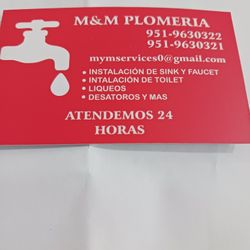 M&M PLOMERIA
951-9630322
951-9630321
mymservices0@gmail.com
• INSTALACIÓN DE SINK Y FAUCET
• INTALACIÓN DE TOILET
• LIQUEOS
• DESATOROS Y MAS
ATENDEMOS 24
HORAS